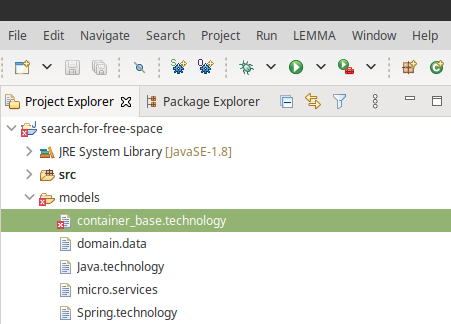 File Edit Navigate Search Project Run LEMMA Window Help
Project Explorer Package Explorer
search-for-free-space
JRE System Library [JavaSE-1.8]
src
models
container_base.technology
domain.data
Java.technology
micro.services
Spring.technology